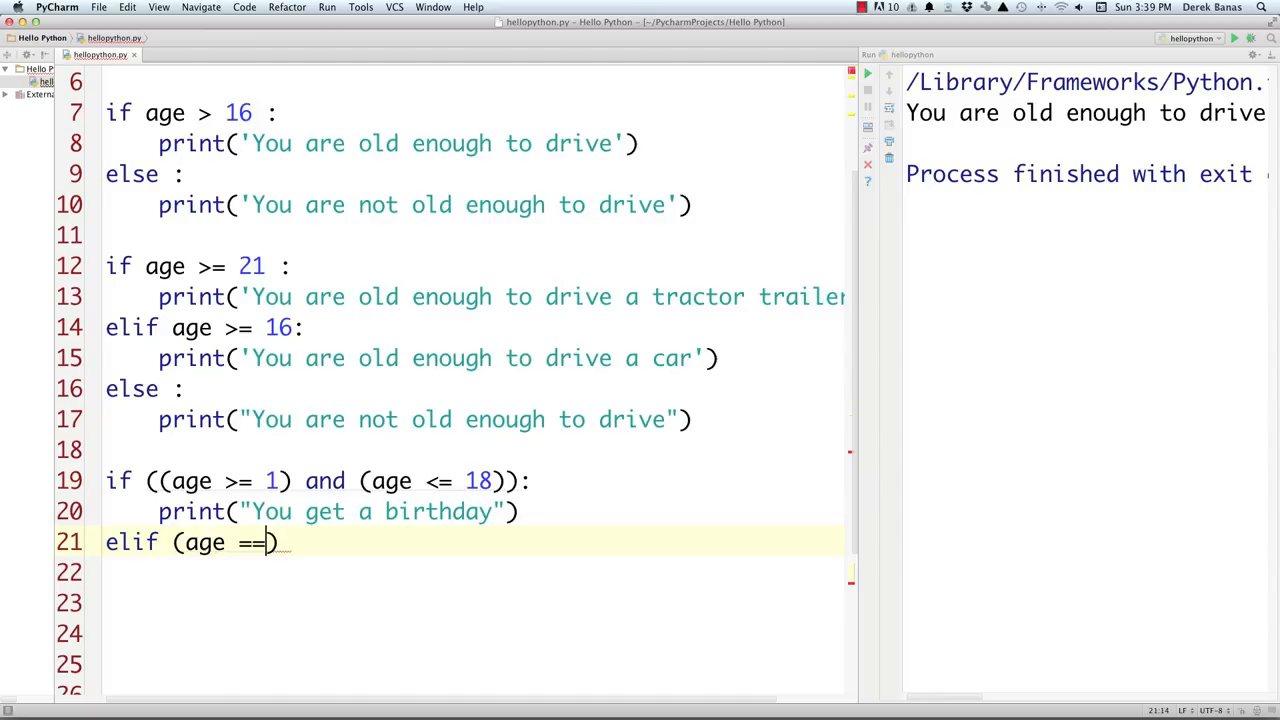 PyCharm File Edit View Navigate Code Refactor Run Tools VCS Window Help 10 Sun 3:39 PM Derek Banas
hellopython.py - Hello Python - [~/PycharmProjects/Hello Python]
Hello Python hellopython.py hellopython
hellopython.py Run hellopython
Hello P
hell
Extern
6
7 if age > 16 :
8 print('You are old enough to drive')
9 else :
10 print('You are not old enough to drive')
11
12 if age >= 21 :
13 print('You are old enough to drive a tractor trailer
14 elif age >= 16:
15 print('You are old enough to drive a car')
16 else :
17 print("You are not old enough to drive")
18
19 if ((age >= 1) and (age <= 18)):
20 print("You get a birthday")
21 elif (age ==)
22
23
24
25
26
/Library/Frameworks/Python.
You are old enough to drive
Process finished with exit
21:14 LF UTF-8